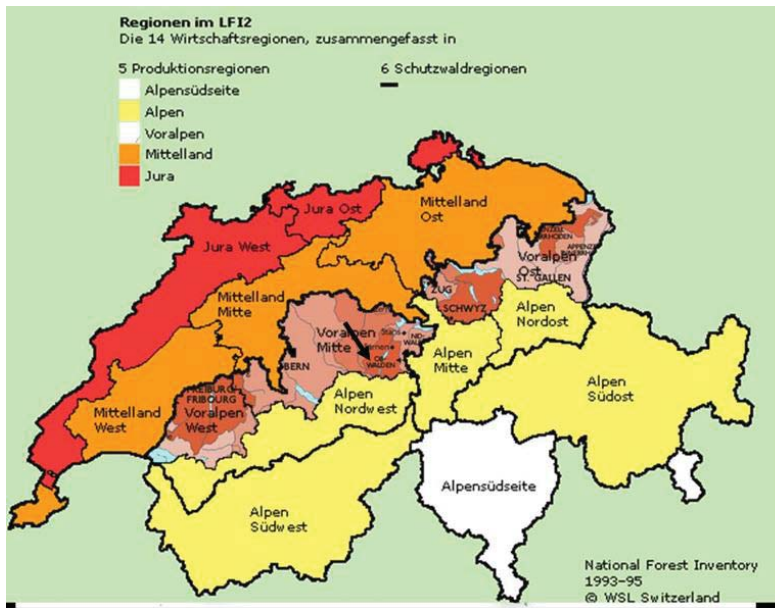 Regionen im LFI2
Die 14 Wirtschaftsregionen, zusammengefasst in
5 Produktionsregionen
6 Schutzwaldregionen
Alpensüdseite
Alpen
Voralpen
Mittelland
Jura
Jura Ost
Mittelland
Ost
Jura West
Voralpen
Ost
ST. GALLEN
ZUG
SCHWYZ
Mittelland
Mitte
Alpen
Nordost
Voralpen
Mitte
OB
WALDEN
BERN
Alpen
Mitte
Alpen
Nordwest
Alpen
Südost
FRIBOURG
Voralpen
West
Mittelland
West
Alpensüdseite
Alpen
Südwest
National Forest Inventory
1993-95
© WSL Switzerland